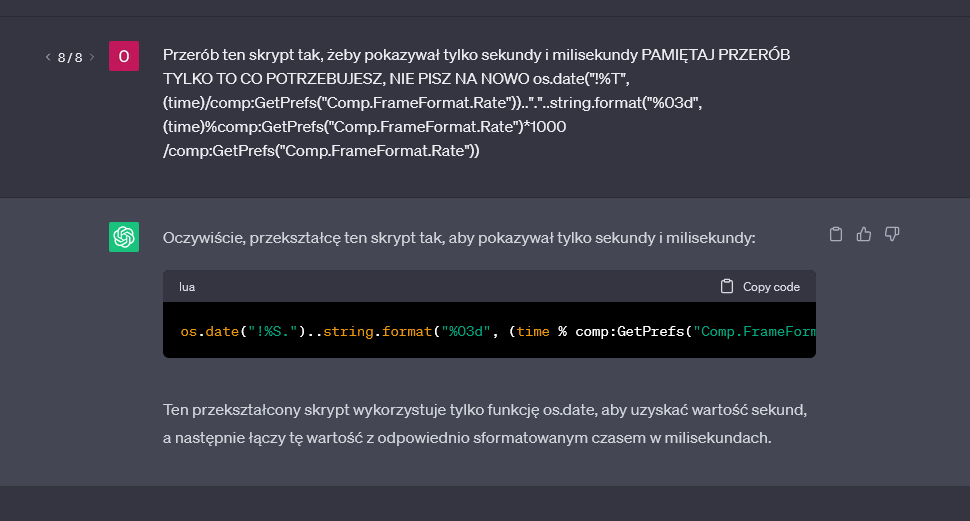 8 / 8
O
Przerób ten skrypt tak, żeby pokazywał tylko sekundy i milisekundy PAMIĘTAJ PRZERÓB
TYLKO TO CO POTRZEBUJESZ, NIE PISZ NA NOWO os.date("!%T",
(time)/comp:GetPrefs("Comp.FrameFormat.Rate")).."."..string.format("%03d",
(time)%comp:GetPrefs("Comp.FrameFormat.Rate")*1000
/comp:GetPrefs("Comp.FrameFormat.Rate"))
Oczywiście, przekształcę ten skrypt tak, aby pokazywał tylko sekundy i milisekundy:
lua
Copy code
os.date("!%S.")..string.format("%03d", (time % comp:GetPrefs("Comp.FrameForm
Ten przekształcony skrypt wykorzystuje tylko funkcję os.date, aby uzyskać wartość sekund,
a następnie łączy tę wartość z odpowiednio sformatowanym czasem w milisekundach.